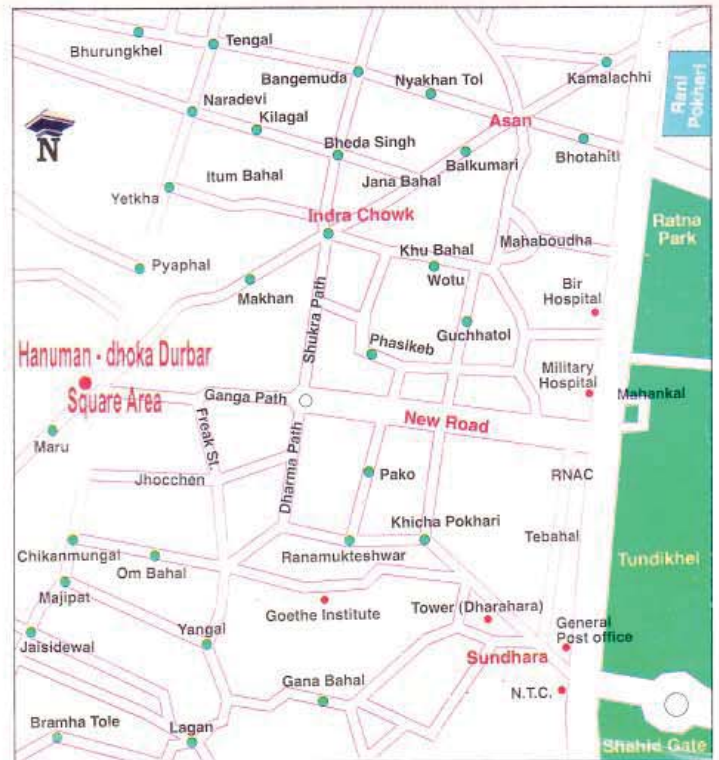 Bhurungkhel
Tengal
Bangemuda
Nyakhan Tol
Kamalachhi
Rani
Pokhari
Naradevi
Kilagal
Asan
N
Bheda Singh
Balkumari
Bhotahiti
Itum Bahal
Jana Bahal
Yetkha
Indra Chowk
Ratna
Park
Khu Bahal
Mahaboudha
Pyaphal
Wotu
Makhan
Bir
Hospital
Shukra Path
Guchhatol
Phasikeb
Hanuman - dhoka Durbar
Square Area
Military
Hospital
Mahankal
Ganga Path
New Road
Freak St.
Maru
Dharma Path
Jhocchen
Pako
RNAC
Khicha Pokhari
Tebahal
Chikanmungal
Om Bahal
Ranamukteshwar
Tundikhel
Majipat
Goethe Institute
Tower (Dharahara)
General
Post office
Jaisidewal
Yangal
Sundhara
Gana Bahal
N.T.C.
Bramha Tole
Lagan
Shahid Gate